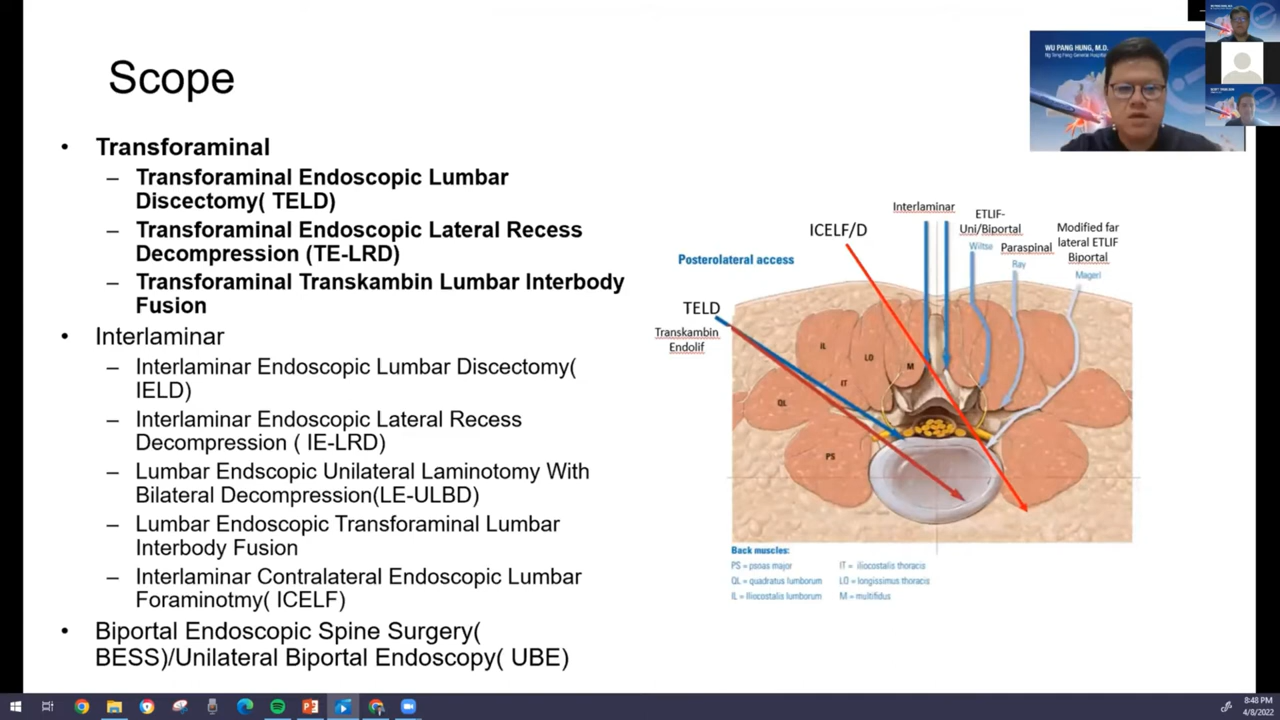 Scope
• Transforaminal
– Transforaminal Endoscopic Lumbar
Discectomy( TELD)
– Transforaminal Endoscopic Lateral Recess
Decompression (TE-LRD)
– Transforaminal Transkambin Lumbar Interbody
Fusion
• Interlaminar
– Interlaminar Endoscopic Lumbar Discectomy(
IELD)
– Interlaminar Endoscopic Lateral Recess
Decompression ( IE-LRD)
– Lumbar Endscopic Unilateral Laminotomy With
Bilateral Decompression(LE-ULBD)
– Lumbar Endoscopic Transforaminal Lumbar
Interbody Fusion
– Interlaminar Contralateral Endoscopic Lumbar
Foraminotmy( ICELF)
• Biportal Endoscopic Spine Surgery(
BESS)/Unilateral Biportal Endoscopy( UBE)
WU PANG HUNG, M.D.
Ng Teng Fong General Hospital
Interlaminar
ICELF/D
ETLIF-
Uni/Biportal
Wiltse
Paraspinal
Ray
Modified far
lateral ETLIF
Biportal
Magerl
Posterolateral access
TELD
Transkambin
Endolif
IL
LO
M
IT
QL
PS
Back muscles:
PS = psoas major
QL = quadratus lumborum
IL = Iliocostalis lumborum
IT = iliocostalis thoracis
LO = longissimus thoracis
M = multifidus
8:48 PM
4/8/2022